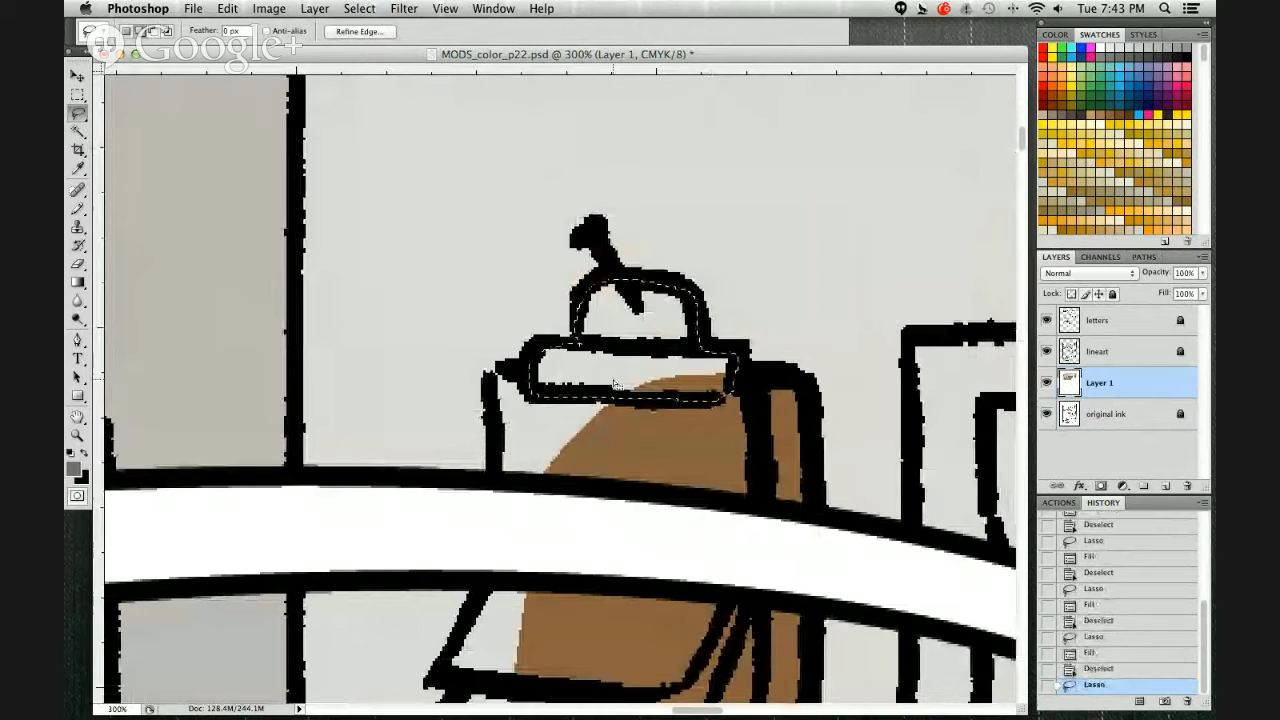 Photoshop File Edit Image Layer Select Filter View Window Help Tue 7:43 PM
Feather: 0 px Anti-alias Refine Edge...
Google+
MODS_color_p22.psd @ 300% (Layer 1, CMYK/8) *
COLOR SWATCHES STYLES
LAYERS CHANNELS PATHS
Normal Opacity: 100%
Lock: Fill: 100%
letters
lineart
Layer 1
original ink
fx
ACTIONS HISTORY
Deselect
Lasso
Fill
Deselect
Lasso
Fill
Deselect
Lasso
Fill
Deselect
Lasso
300% Doc: 128.4M/244.1M